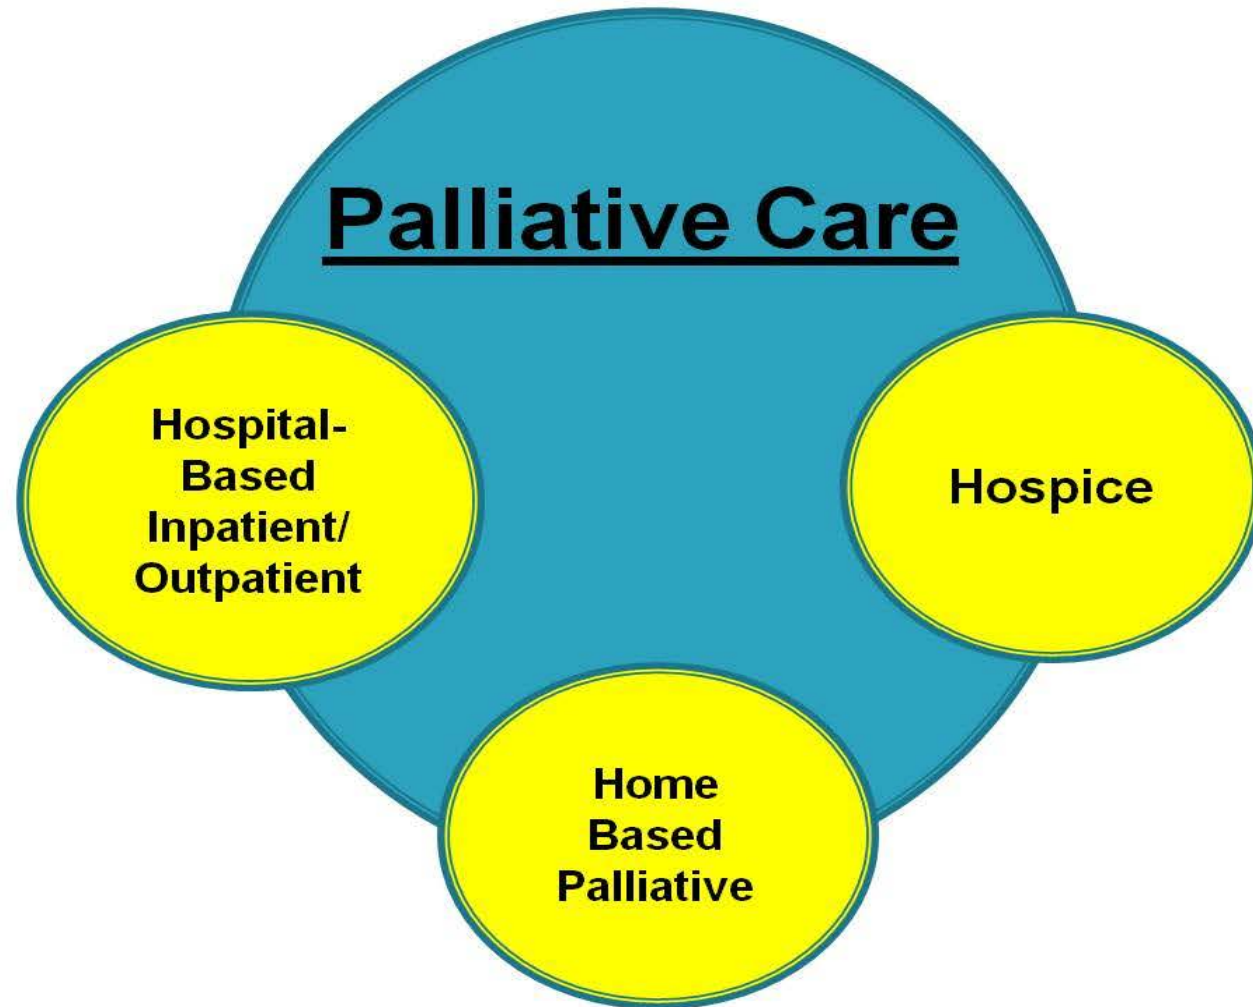 Palliative Care
Hospital-
Based
Inpatient/
Outpatient
Hospice
Home
Based
Palliative